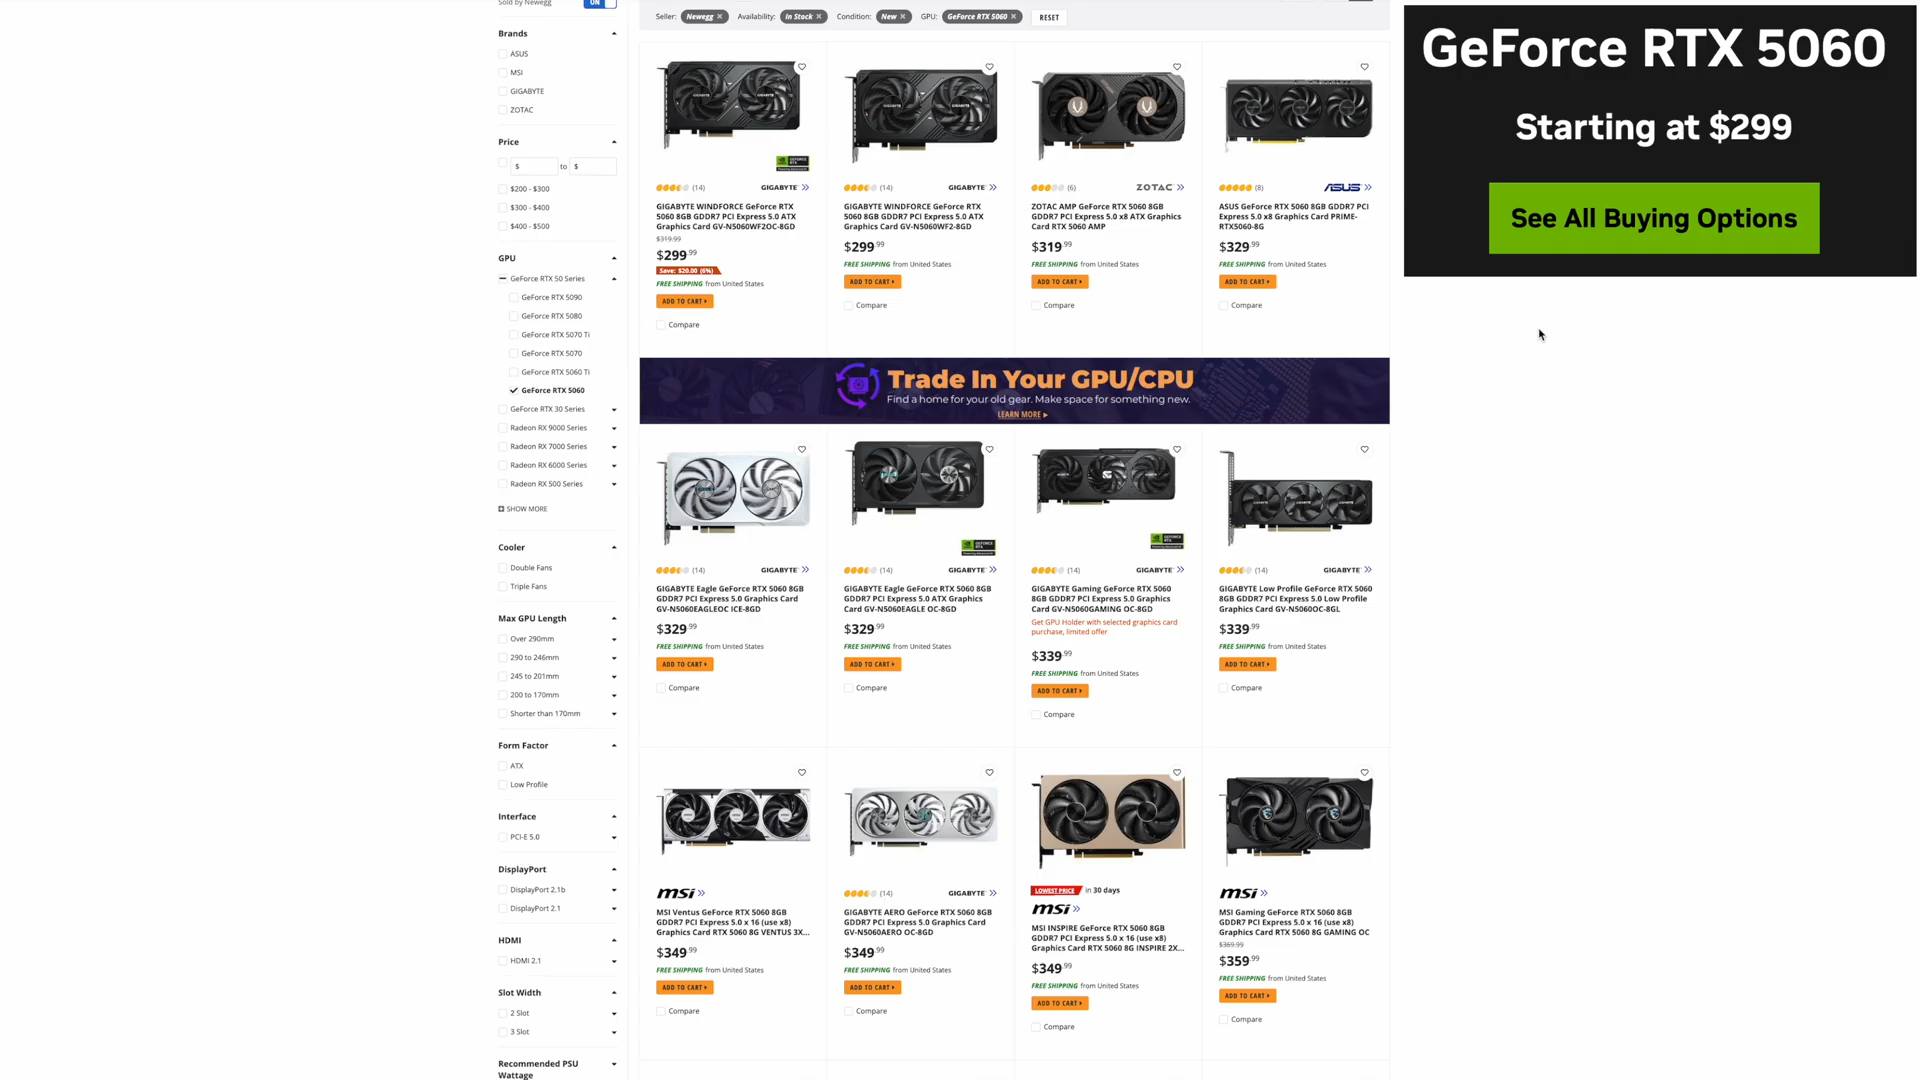 Sold by Newegg
ON
Seller: Newegg × Availability: In Stock × Condition: New × GPU: GeForce RTX 5060 × RESET
Brands
ASUS
MSI
GIGABYTE
ZOTAC
Price
$ to $
$200 - $300
$300 - $400
$400 - $500
GPU
GeForce RTX 50 Series
GeForce RTX 5090
GeForce RTX 5080
GeForce RTX 5070 Ti
GeForce RTX 5070
GeForce RTX 5060 Ti
GeForce RTX 5060
GeForce RTX 30 Series
Radeon RX 9000 Series
Radeon RX 7000 Series
Radeon RX 6000 Series
Radeon RX 500 Series
SHOW MORE
Cooler
Double Fans
Triple Fans
Max GPU Length
Over 290mm
290 to 246mm
245 to 201mm
200 to 170mm
Shorter than 170mm
Form Factor
ATX
Low Profile
Interface
PCI-E 5.0
DisplayPort
DisplayPort 2.1b
DisplayPort 2.1
HDMI
HDMI 2.1
Slot Width
2 Slot
3 Slot
Recommended PSU
Wattage
(14) GIGABYTE
GIGABYTE WINDFORCE GeForce RTX
5060 8GB GDDR7 PCI Express 5.0 ATX
Graphics Card GV-N5060WF2OC-8GD
$319.99
$299.99
Save: $20.00 (6%)
FREE SHIPPING from United States
ADD TO CART
Compare
(14) GIGABYTE
GIGABYTE WINDFORCE GeForce RTX
5060 8GB GDDR7 PCI Express 5.0 ATX
Graphics Card GV-N5060WF2-8GD
$299.99
FREE SHIPPING from United States
ADD TO CART
Compare
(6) ZOTAC
ZOTAC AMP GeForce RTX 5060 8GB
GDDR7 PCI Express 5.0 x8 ATX Graphics
Card RTX 5060 AMP
$319.99
FREE SHIPPING from United States
ADD TO CART
Compare
(8) ASUS
ASUS GeForce RTX 5060 8GB GDDR7 PCI
Express 5.0 x8 Graphics Card PRIME-
RTX5060-8G
$329.99
FREE SHIPPING from United States
ADD TO CART
Compare
Trade In Your GPU/CPU
Find a home for your old gear. Make space for something new.
LEARN MORE
(14) GIGABYTE
GIGABYTE Eagle GeForce RTX 5060 8GB
GDDR7 PCI Express 5.0 Graphics Card
GV-N5060EAGLEOC ICE-8GD
$329.99
FREE SHIPPING from United States
ADD TO CART
Compare
(14) GIGABYTE
GIGABYTE Eagle GeForce RTX 5060 8GB
GDDR7 PCI Express 5.0 ATX Graphics
Card GV-N5060EAGLE OC-8GD
$329.99
FREE SHIPPING from United States
ADD TO CART
Compare
(14) GIGABYTE
GIGABYTE Gaming GeForce RTX 5060
8GB GDDR7 PCI Express 5.0 Graphics
Card GV-N5060GAMING OC-8GD
Get GPU Holder with selected graphics card
purchase, limited offer
$339.99
FREE SHIPPING from United States
ADD TO CART
Compare
(14) GIGABYTE
GIGABYTE Low Profile GeForce RTX 5060
8GB GDDR7 PCI Express 5.0 Low Profile
Graphics Card GV-N5060OC-8GL
$339.99
FREE SHIPPING from United States
ADD TO CART
Compare
msi
MSI Ventus GeForce RTX 5060 8GB
GDDR7 PCI Express 5.0 x 16 (use x8)
Graphics Card RTX 5060 8G VENTUS 3X...
$349.99
FREE SHIPPING from United States
ADD TO CART
Compare
(14) GIGABYTE
GIGABYTE AERO GeForce RTX 5060 8GB
GDDR7 PCI Express 5.0 Graphics Card
GV-N5060AERO OC-8GD
$349.99
FREE SHIPPING from United States
ADD TO CART
Compare
LOWEST PRICE in 30 days
msi
MSI INSPIRE GeForce RTX 5060 8GB
GDDR7 PCI Express 5.0 x 16 (use x8)
Graphics Card RTX 5060 8G INSPIRE 2X...
$349.99
FREE SHIPPING from United States
ADD TO CART
Compare
msi
MSI Gaming GeForce RTX 5060 8GB
GDDR7 PCI Express 5.0 x 16 (use x8)
Graphics Card RTX 5060 8G GAMING OC
$369.99
$359.99
FREE SHIPPING from United States
ADD TO CART
Compare
GeForce RTX 5060
Starting at $299
See All Buying Options